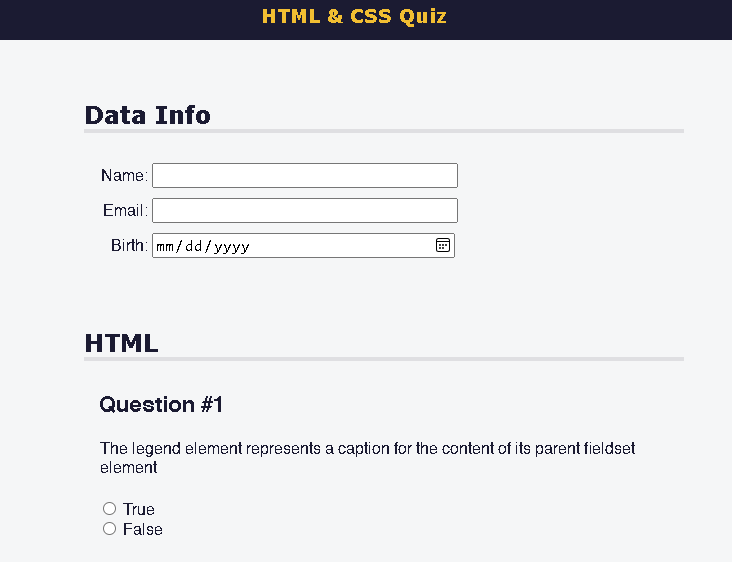 HTML & CSS Quiz
Data Info
Name:
Email:
Birth: mm/dd/yyyy
HTML
Question #1
The legend element represents a caption for the content of its parent fieldset
element
True
False